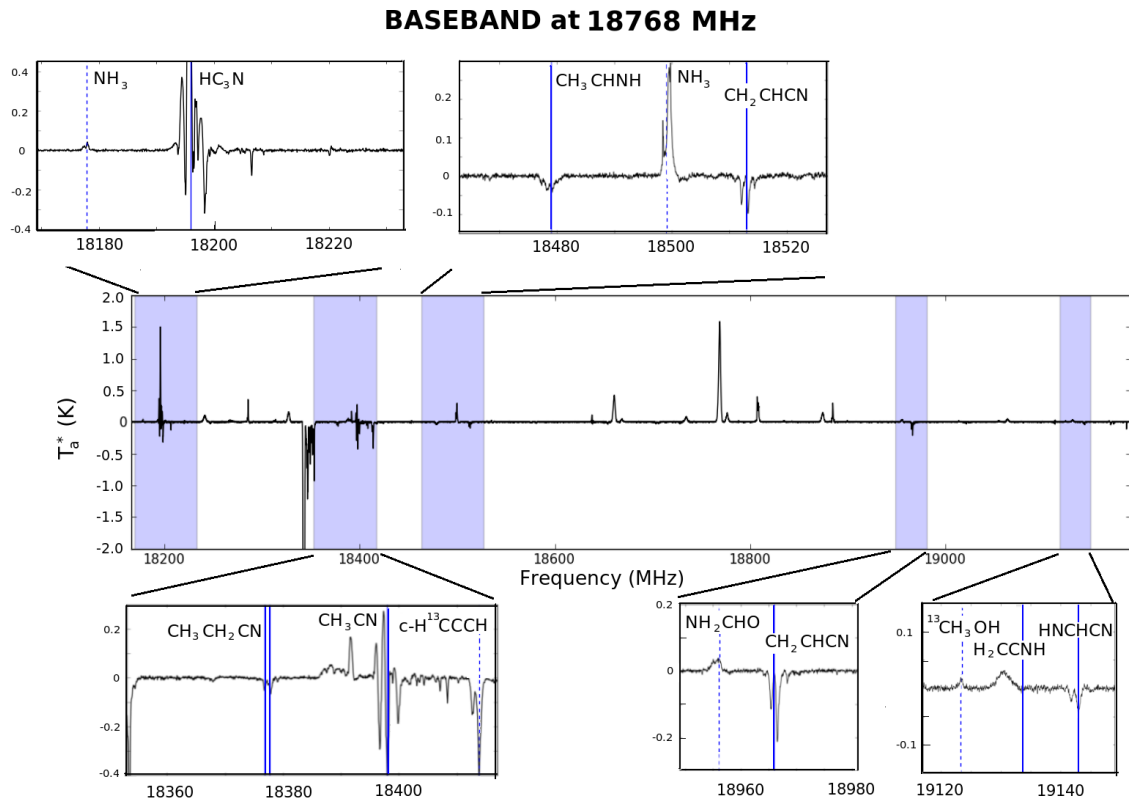 BASEBAND at 18768 MHz
0.4
0.2
0
-0.2
-0.4
NH₃
HC₃N
18180
18200
18220
0.2
0.1
0
-0.1
CH₃CHNH
NH₃
CH₂CHCN
18480
18500
18520
Tₐ* (K)
2.0
1.5
1.0
0.5
0
-0.5
-1.0
-1.5
-2.0
18200
18400
18600
18800
19000
Frequency (MHz)
0.2
0
-0.2
-0.4
CH₃CH₂CN
CH₃CN
c-H¹³CCCH
18360
18380
18400
0.2
0
-0.2
NH₂CHO
CH₂CHCN
18960
18980
0.1
-0.1
¹³CH₃OH
H₂CCNH
HNCHCN
19120
19140